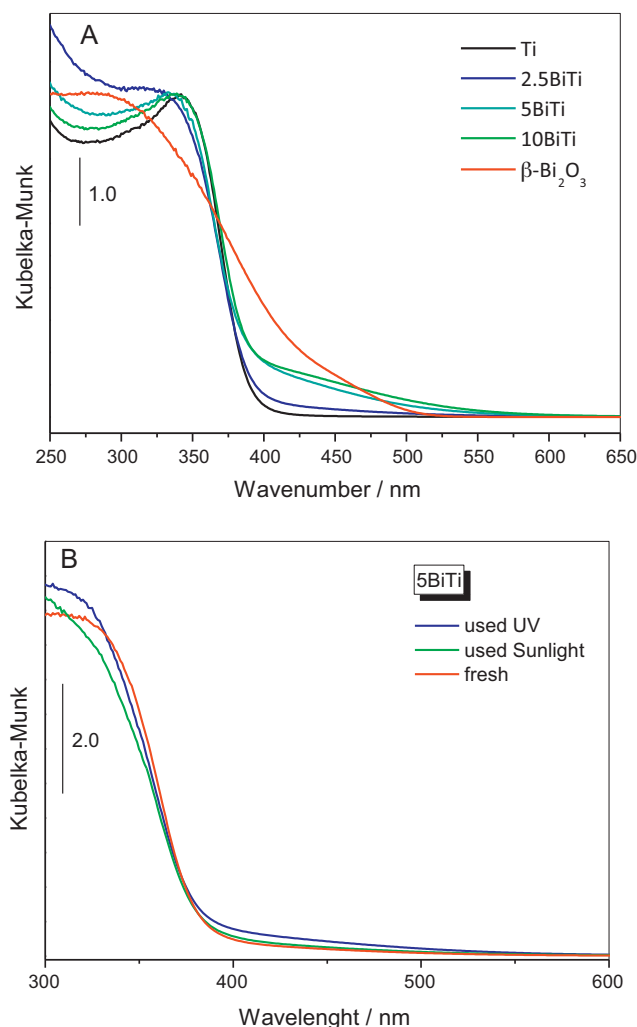 A
Ti
2.5BiTi
5BiTi
10BiTi
β-Bi₂O₃
1.0
Kubelka-Munk
250 300 350 400 450 500 550 600 650
Wavenumber / nm
B
5BiTi
used UV
used Sunlight
fresh
2.0
Kubelka-Munk
300 400 500 600
Wavelenght / nm